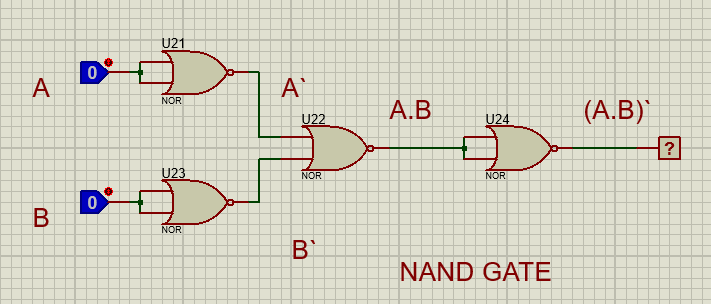 U21
0
A
A`
NOR
U22
A.B
U24
(A.B)`
?
NOR
NOR
U23
0
B
NOR
B`
NAND GATE